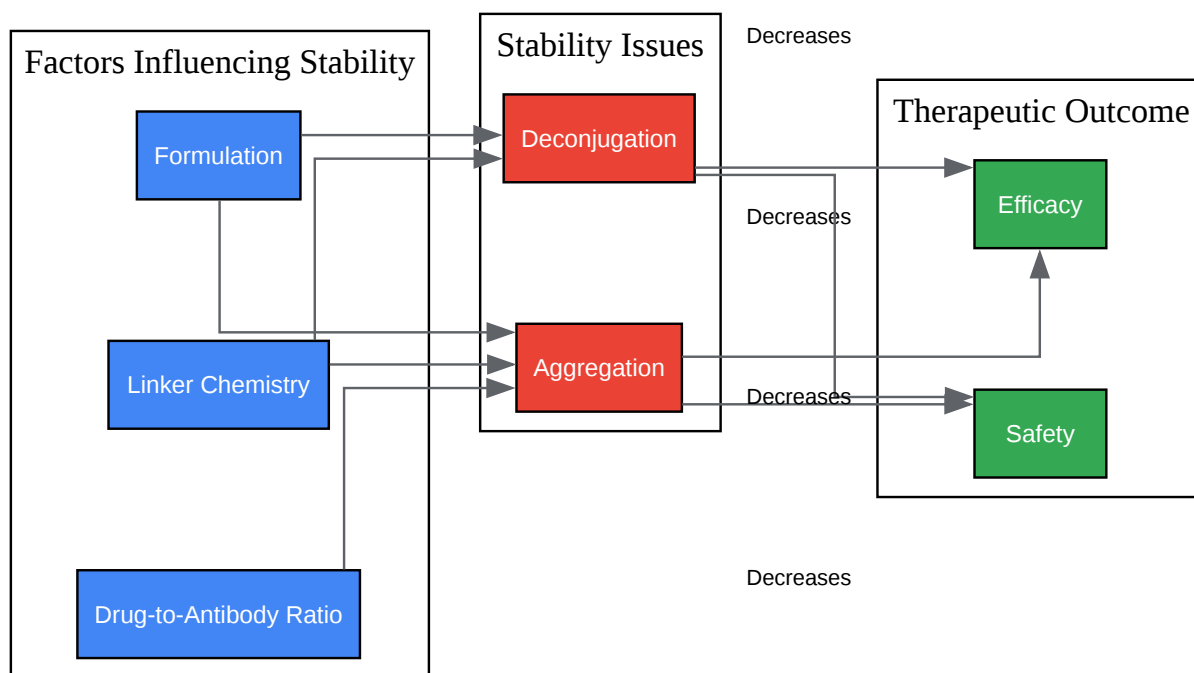 Factors Influencing Stability
Formulation
Linker Chemistry
Drug-to-Antibody Ratio
Stability Issues
Deconjugation
Aggregation
Decreases
Decreases
Decreases
Decreases
Therapeutic Outcome
Efficacy
Safety